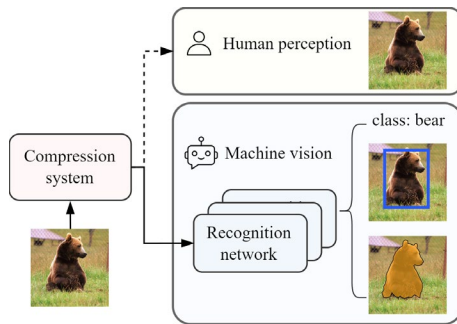 Human perception
class: bear
Machine vision
Compression
system
Recognition
network